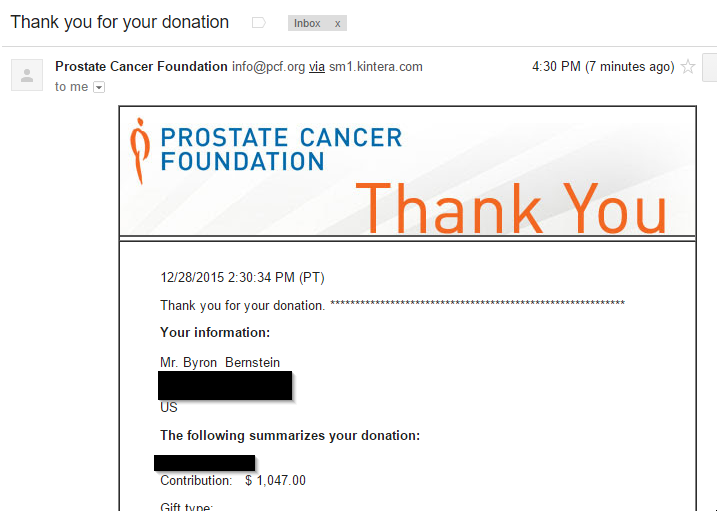 Thank you for your donation Inbox x
Prostate Cancer Foundation info@pcf.org via sm1.kintera.com 4:30 PM (7 minutes ago)
to me
PROSTATE CANCER
FOUNDATION
Thank You
12/28/2015 2:30:34 PM (PT)
Thank you for your donation. ***********************************************************
Your information:
Mr. Byron Bernstein
US
The following summarizes your donation:
Contribution: $ 1,047.00
Gift type: